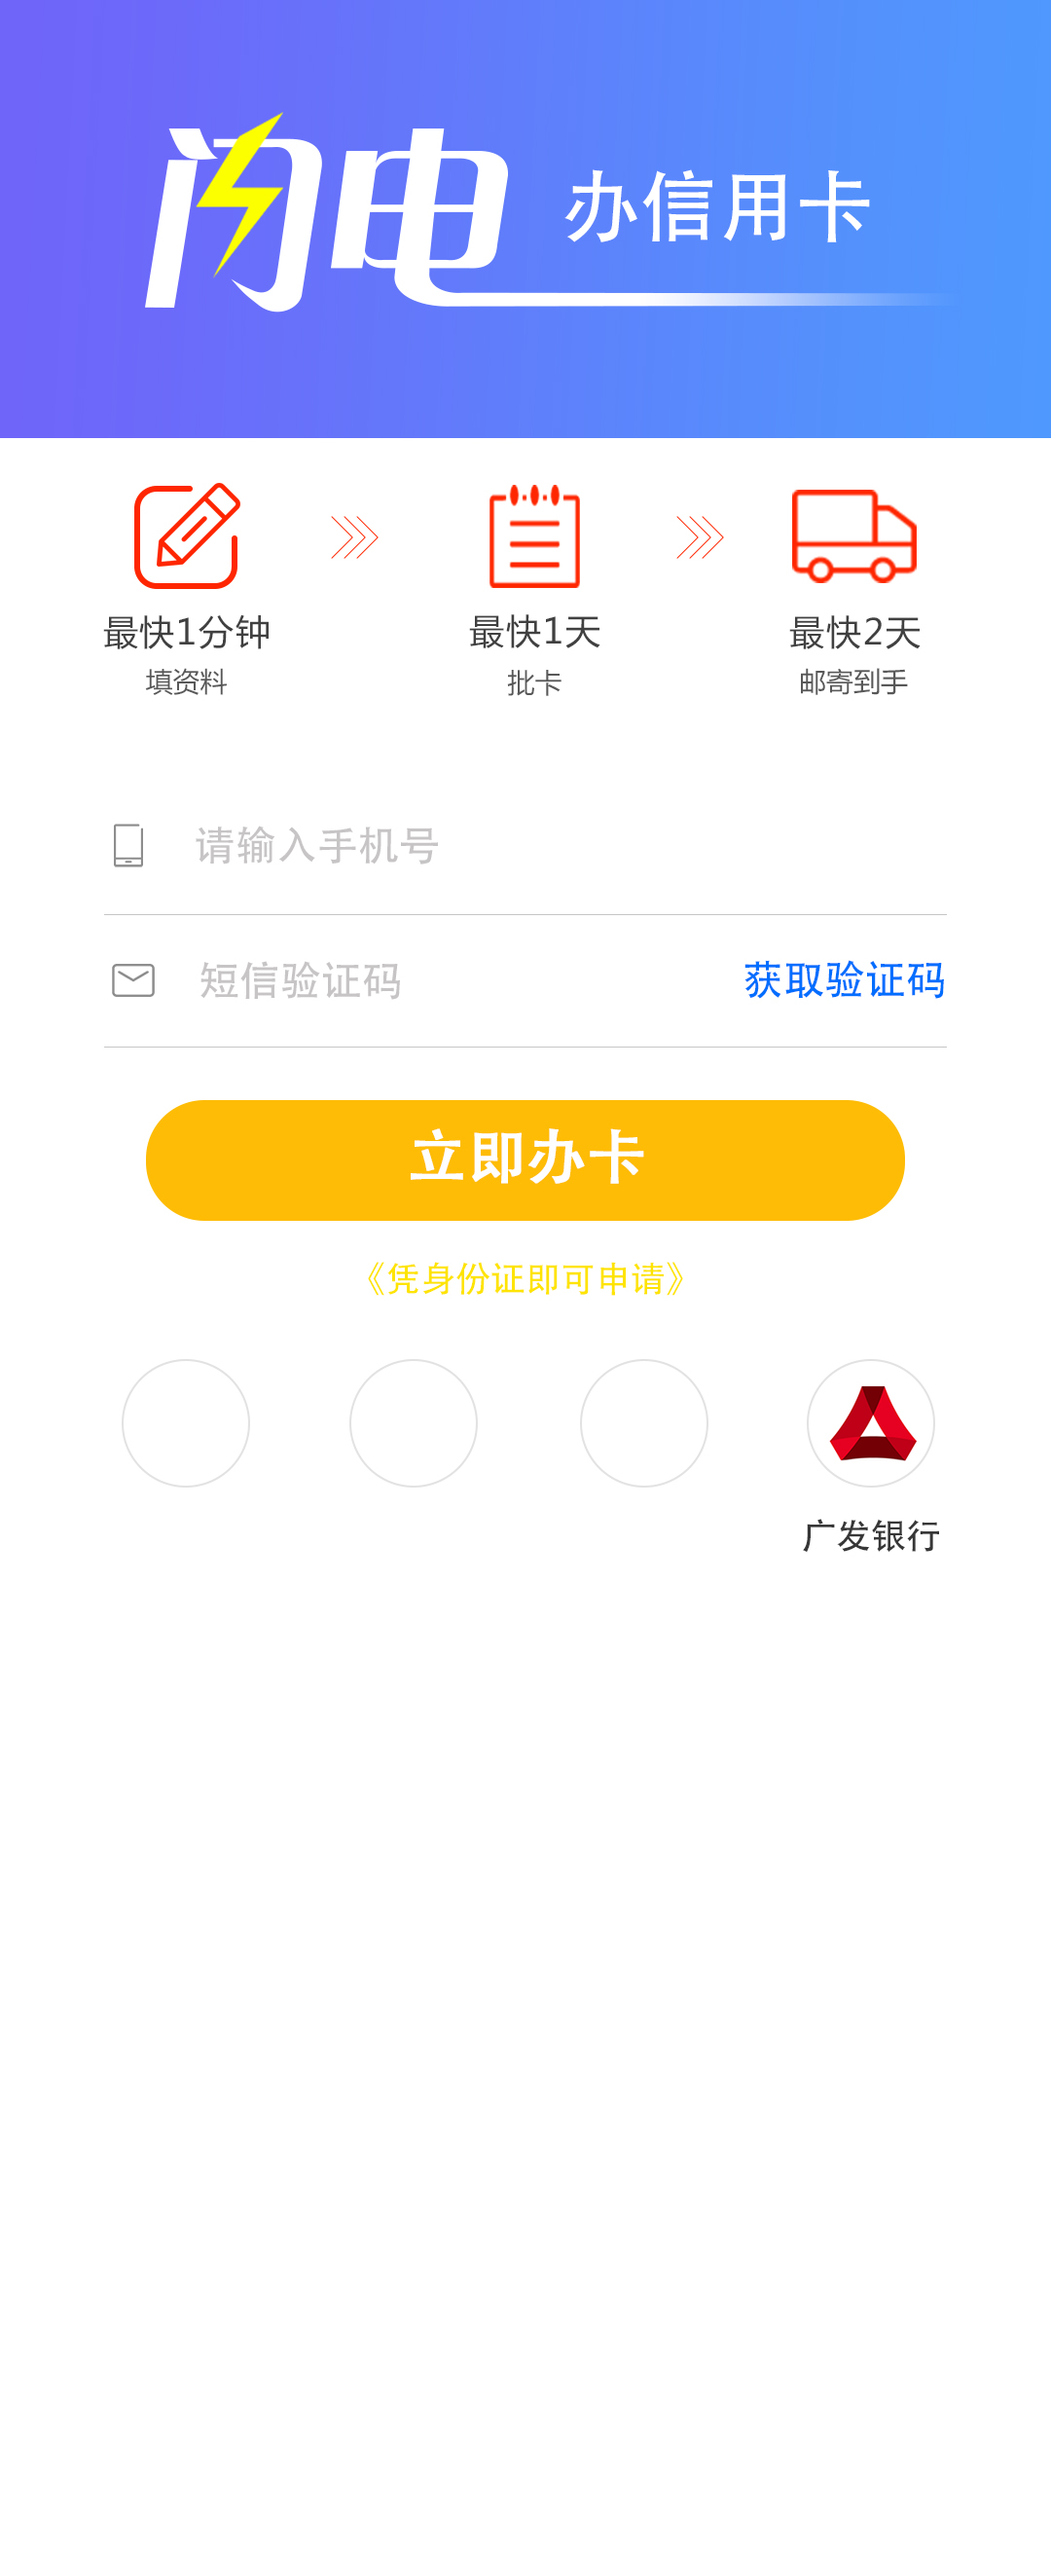 闪电 办信用卡
最快1分钟 最快1天 最快2天
填资料 批卡 邮寄到手
请输入手机号
短信验证码 获取验证码
立即办卡
《凭身份证即可申请》
广发银行